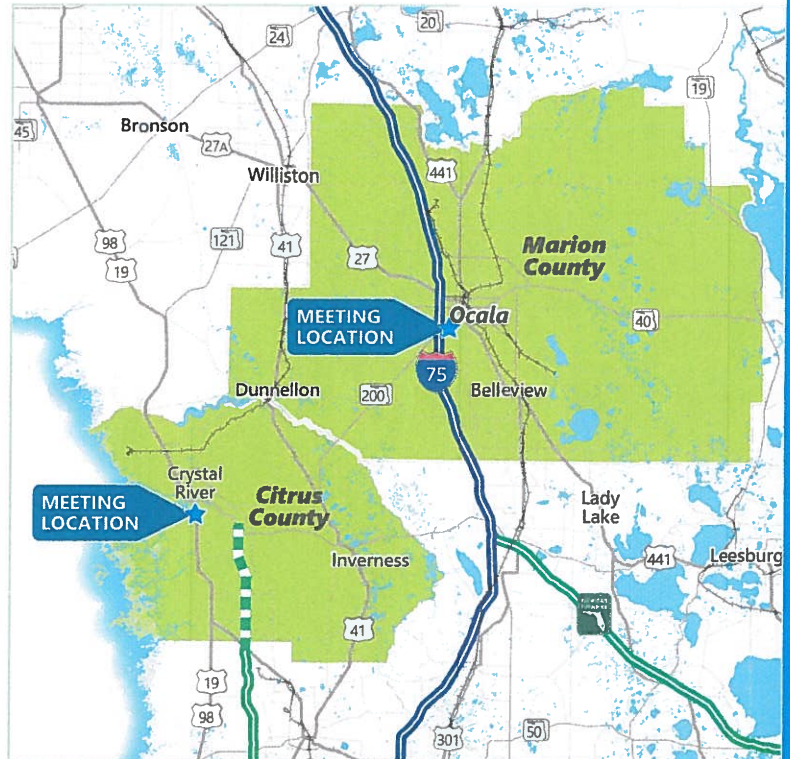 20
24
19
45
Bronson
27A
Williston
441
98
19
121
41
27
Marion
County
MEETING
LOCATION
Ocala
40
75
Dunnellon
200
Belleview
Crystal
River
MEETING
LOCATION
Citrus
County
Lady
Lake
Inverness
441
Leesburg
41
19
98
301
50